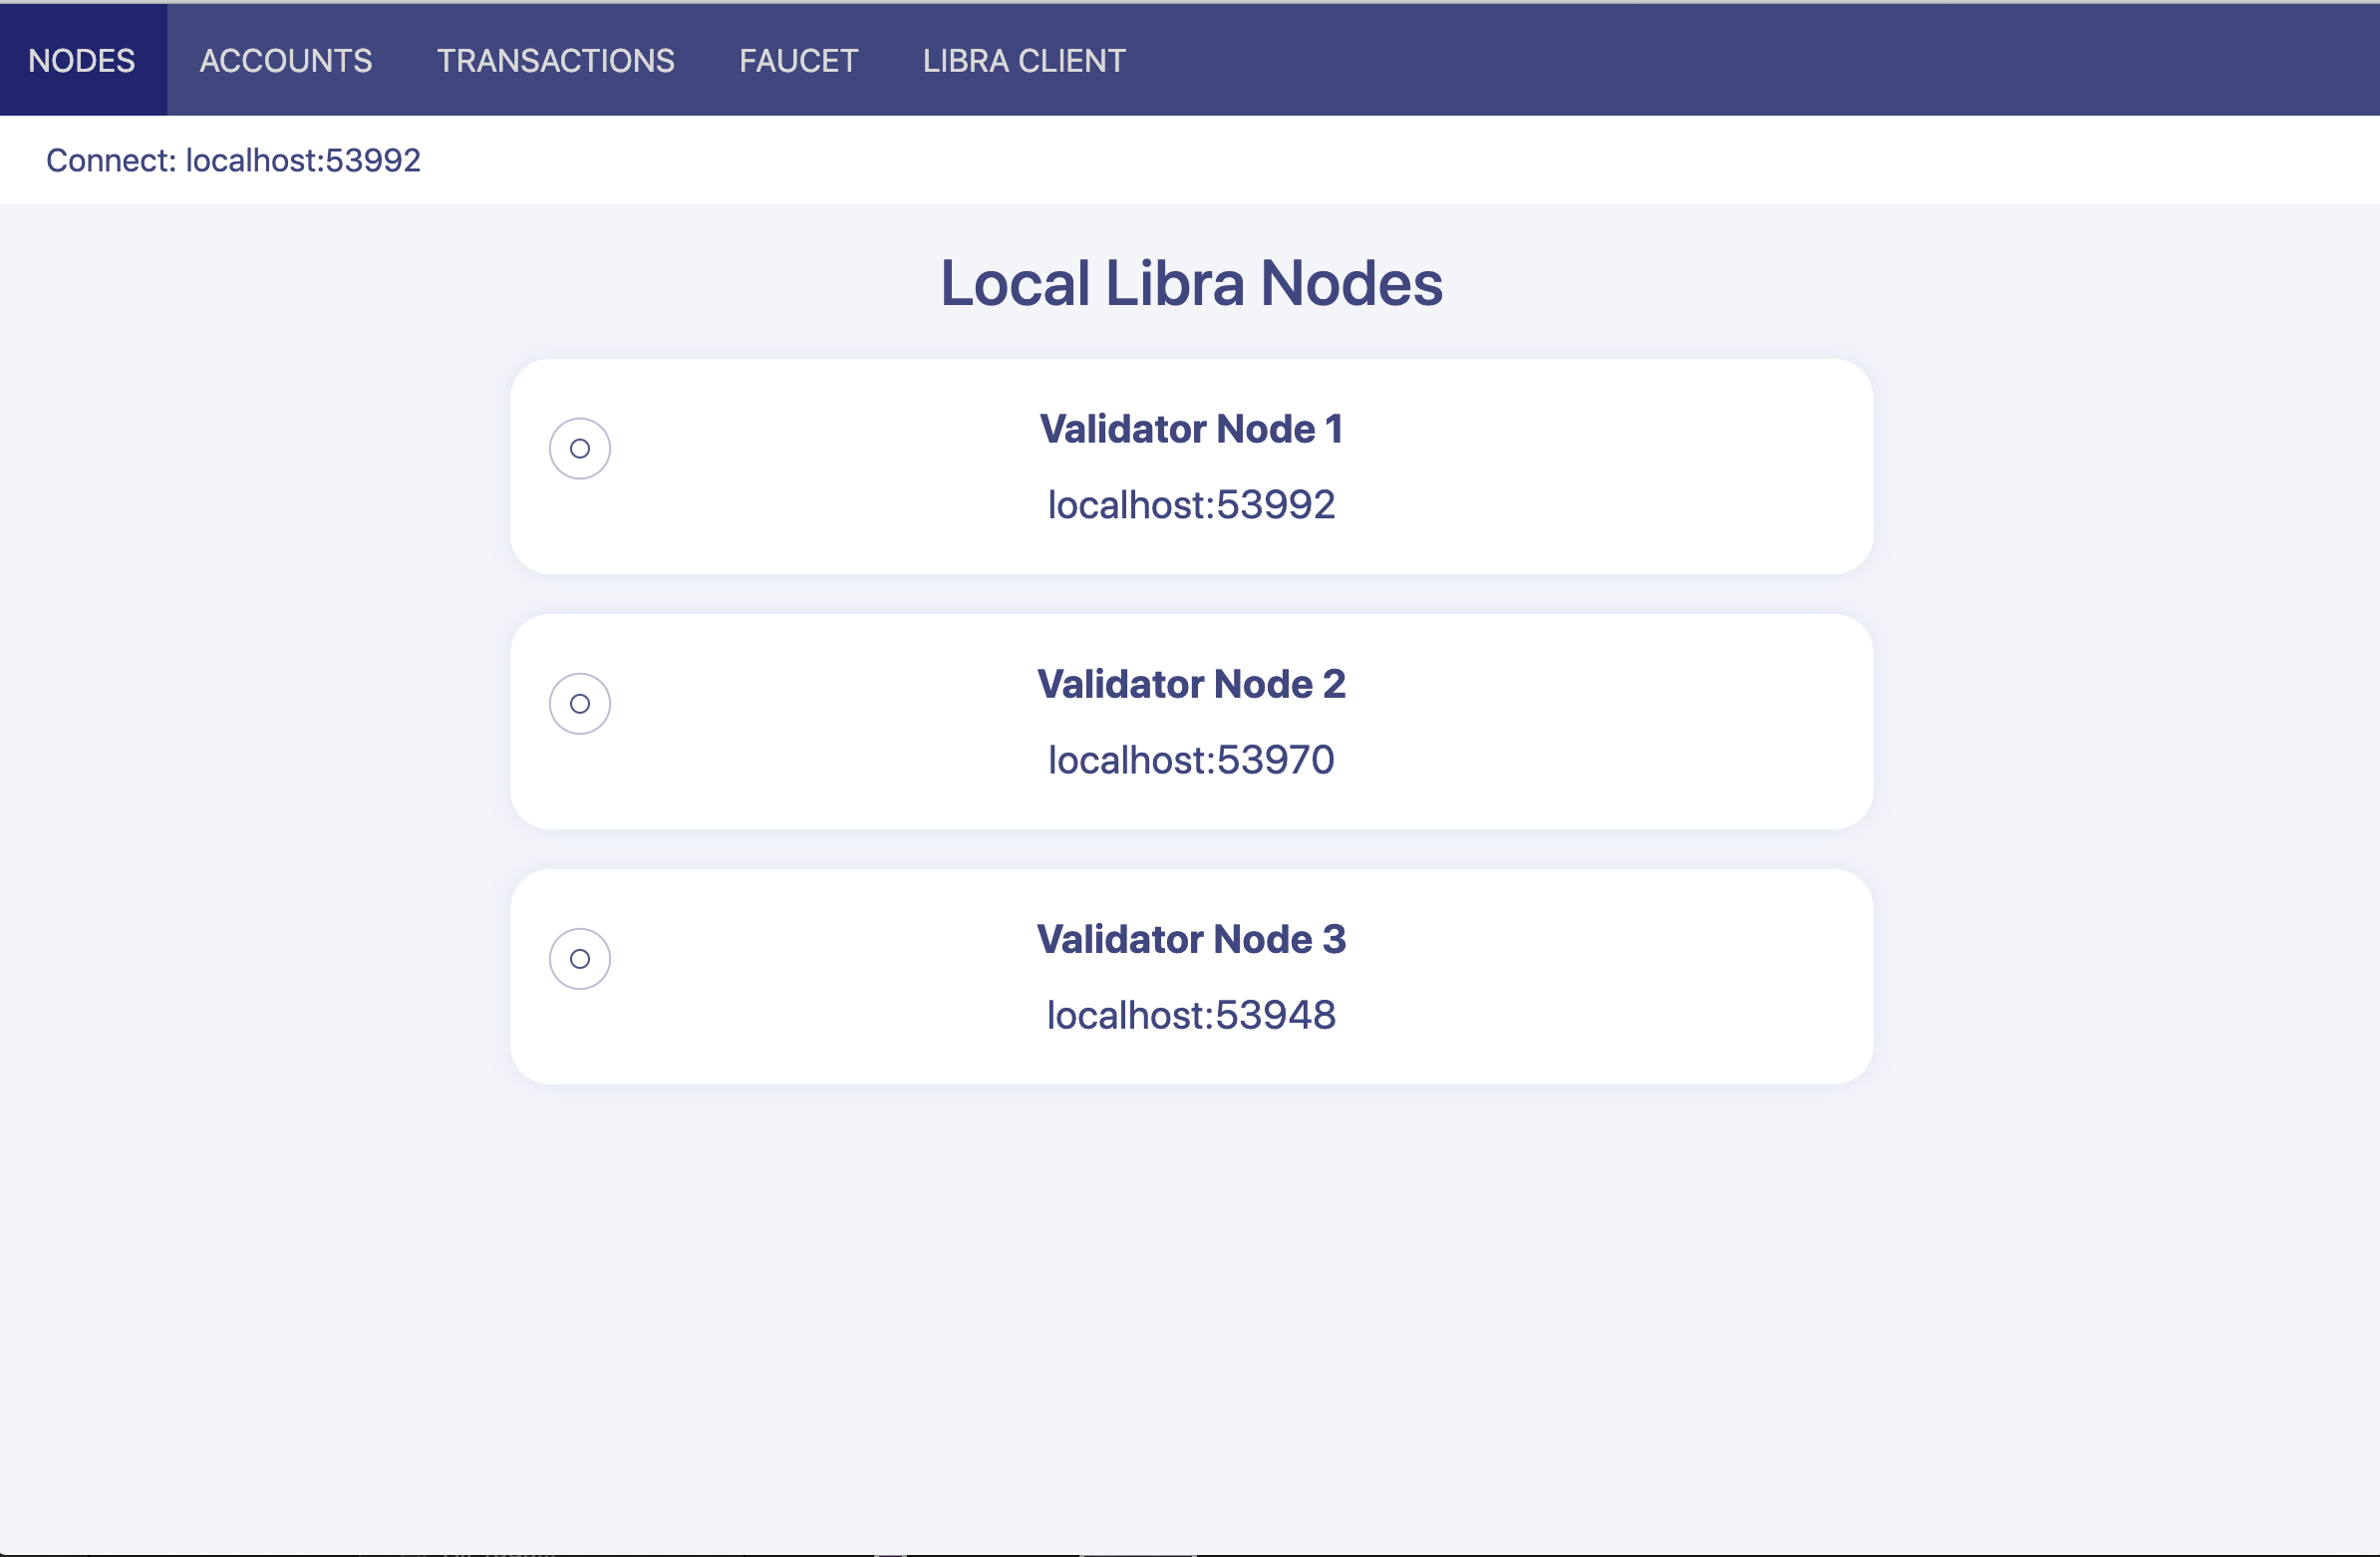 NODES ACCOUNTS TRANSACTIONS FAUCET LIBRA CLIENT
Connect: localhost:53992
Local Libra Nodes
Validator Node 1
localhost:53992
Validator Node 2
localhost:53970
Validator Node 3
localhost:53948